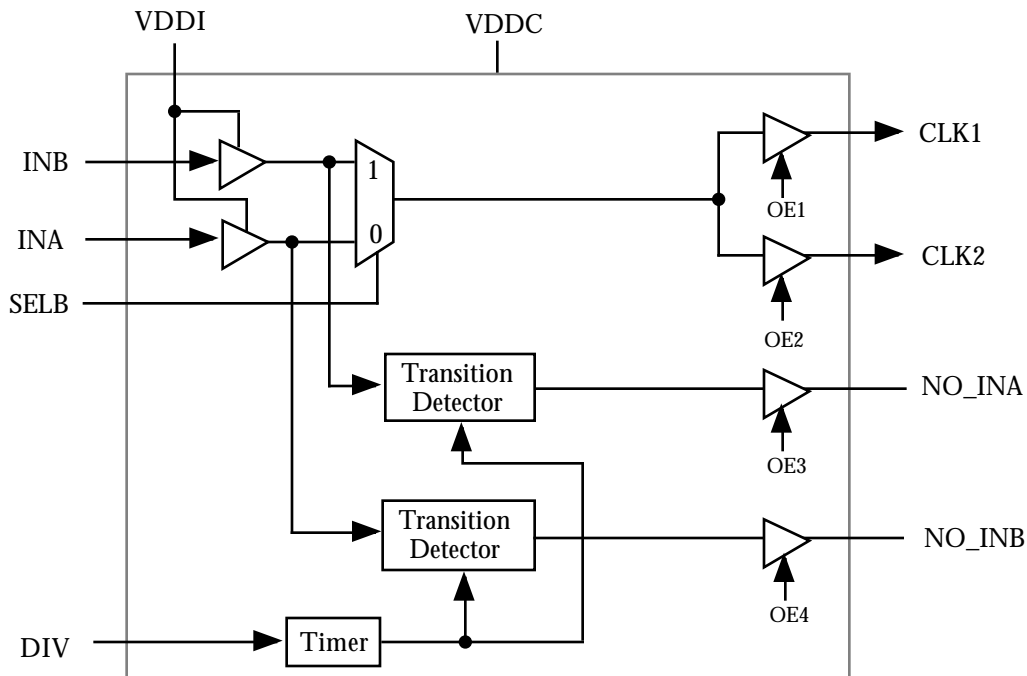 VDDI
VDDC
INB
1
CLK1
OE1
INA
0
CLK2
SELB
OE2
Transition
Detector
NO_INA
OE3
Transition
Detector
NO_INB
OE4
DIV
Timer